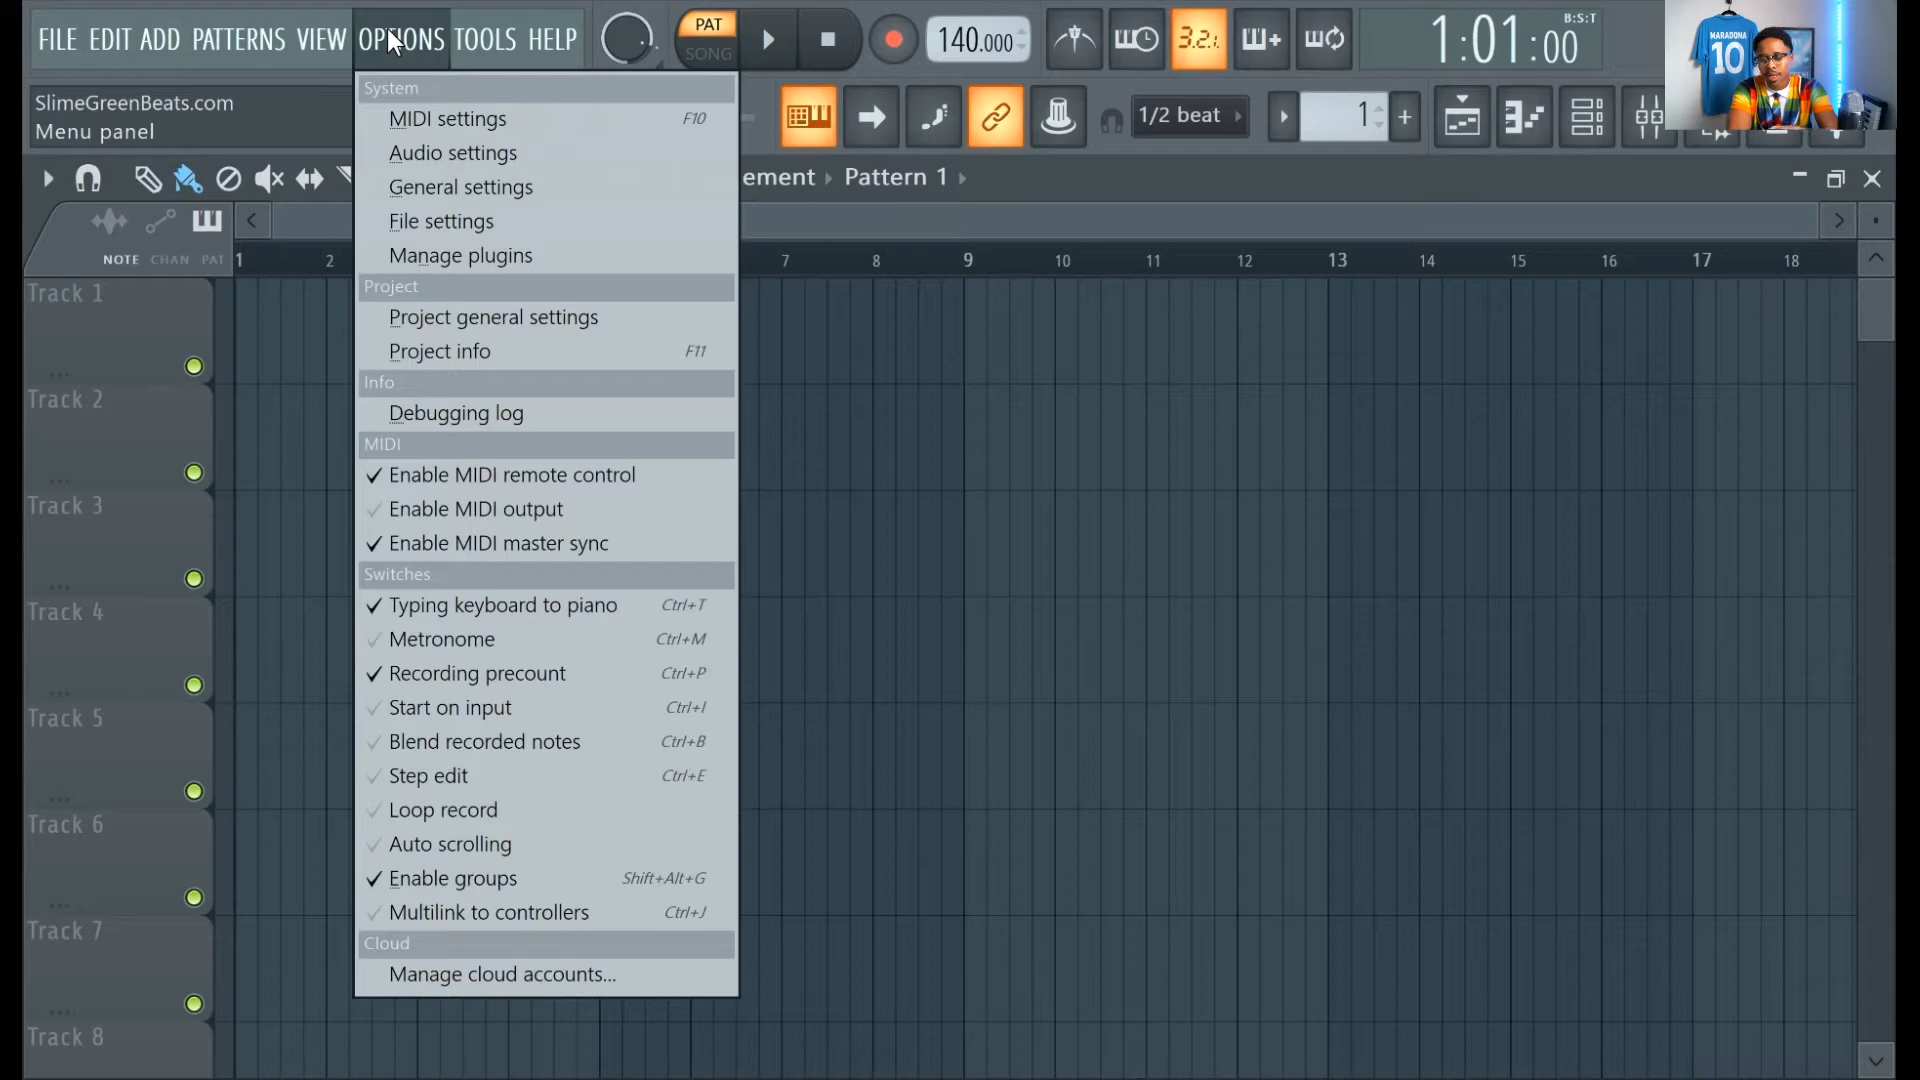 FILE EDIT ADD PATTERNS VIEW OPTIONS TOOLS HELP
PAT
SONG
140.000
3.2.
1:01:00
B:S:T
MARADONA
10
SlimeGreenBeats.com
Menu panel
1/2 beat
1
ement
Pattern 1
NOTE CHAN PAT
1 2 7 8 9 10 11 12 13 14 15 16 17 18
System
MIDI settings F10
Audio settings
General settings
File settings
Manage plugins
Project
Project general settings
Project info F11
Info
Debugging log
MIDI
Enable MIDI remote control
Enable MIDI output
Enable MIDI master sync
Switches
Typing keyboard to piano Ctrl+T
Metronome Ctrl+M
Recording precount Ctrl+P
Start on input Ctrl+I
Blend recorded notes Ctrl+B
Step edit Ctrl+E
Loop record
Auto scrolling
Enable groups Shift+Alt+G
Multilink to controllers Ctrl+J
Cloud
Manage cloud accounts...
Track 1
Track 2
Track 3
Track 4
Track 5
Track 6
Track 7
Track 8